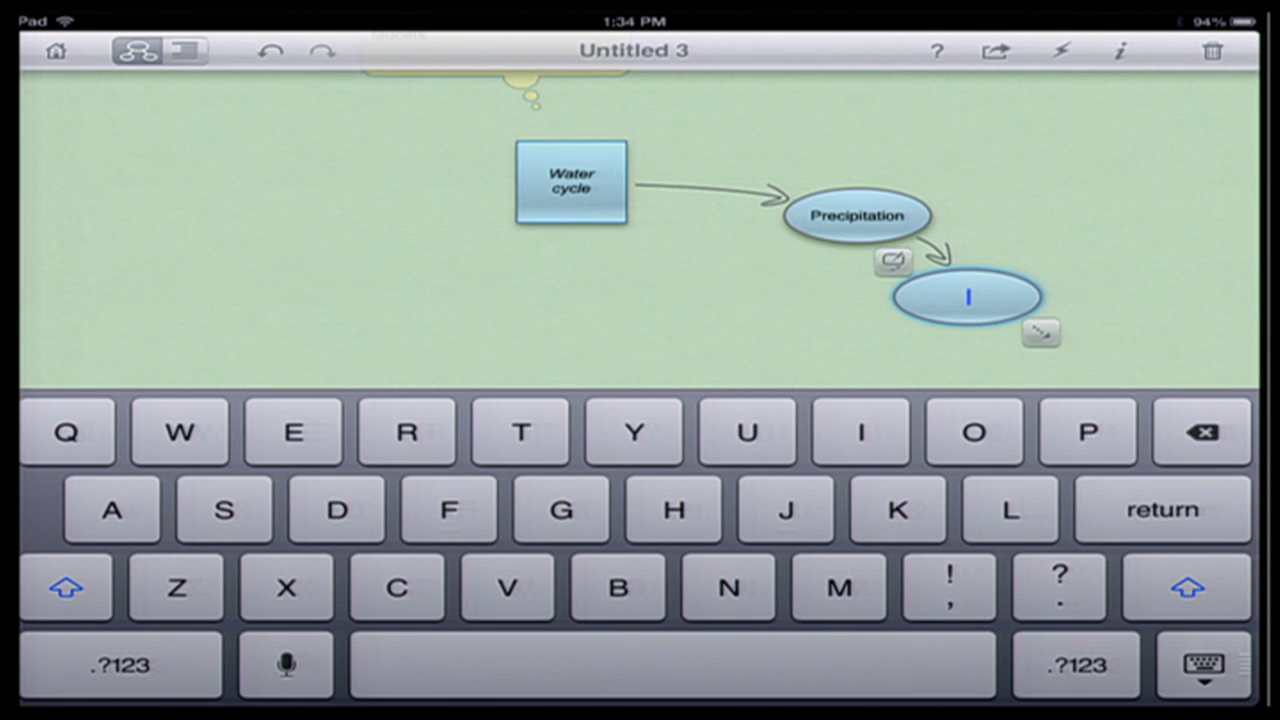 Pad 1:34 PM 94%
Untitled 3 ? i
Water
cycle
Precipitation
Q W E R T Y U I O P
A S D F G H J K L return
Z X C V B N M ! , ? .
.?123 .?123